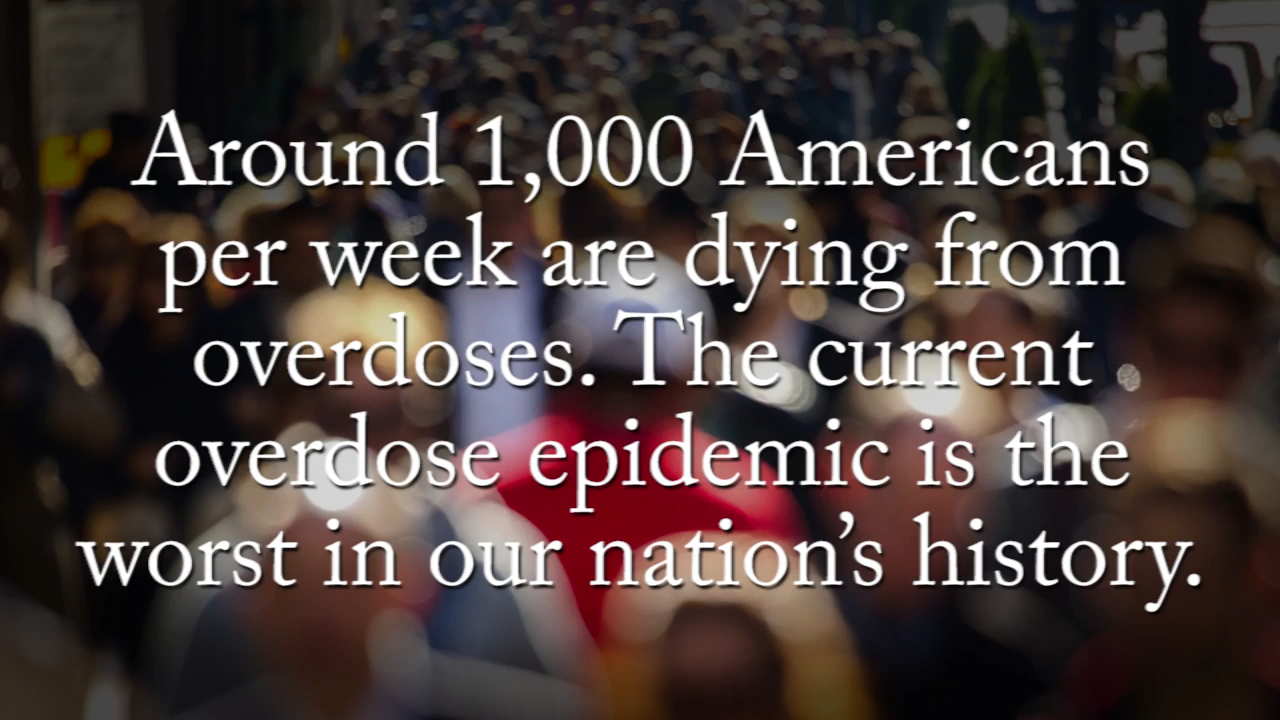 Around 1,000 Americans
per week are dying from
overdoses. The current
overdose epidemic is the
worst in our nation’s history.